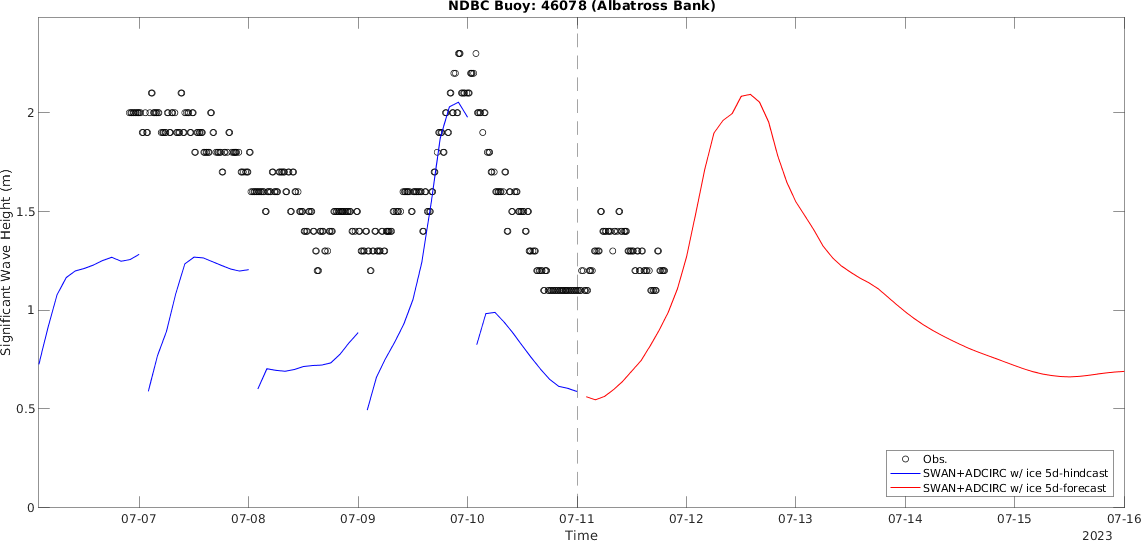 NDBC Buoy: 46078 (Albatross Bank)
Significant Wave Height (m)
2
1.5
1
0.5
0
Obs.
SWAN+ADCIRC w/ ice 5d-hindcast
SWAN+ADCIRC w/ ice 5d-forecast
07-07 07-08 07-09 07-10 07-11 07-12 07-13 07-14 07-15 07-16
Time
2023